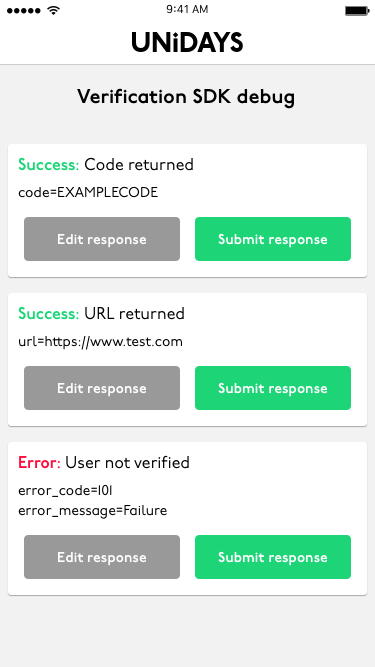 9:41 AM
UNiDAYS
Verification SDK debug
Success: Code returned
code=EXAMPLECODE
Edit response Submit response
Success: URL returned
url=https://www.test.com
Edit response Submit response
Error: User not verified
error_code=101
error_message=Failure
Edit response Submit response